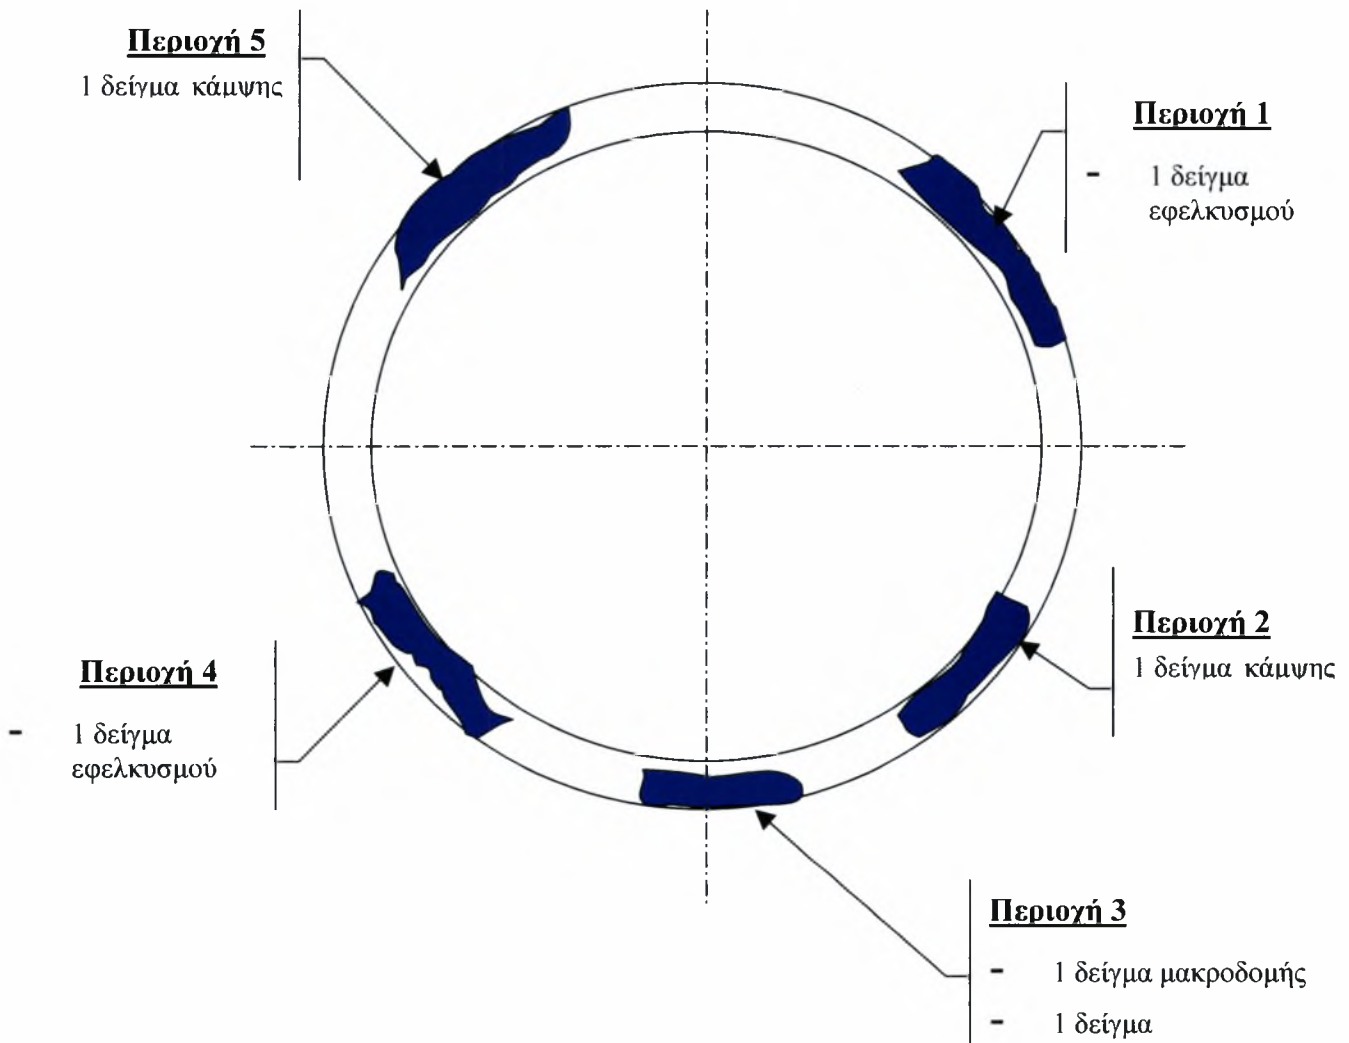 Περιοχή 5
1 δείγμα κάμψης
Περιοχή 1
- 1 δείγμα
εφελκυσμού
Περιοχή 2
1 δείγμα κάμψης
Περιοχή 4
- 1 δείγμα
εφελκυσμού
Περιοχή 3
- 1 δείγμα μακροδομής
- 1 δείγμα